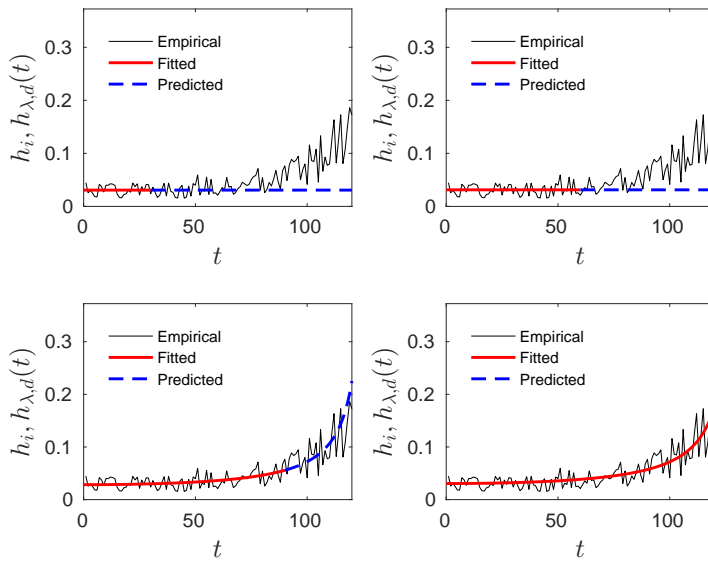 0.3
0.2
0.1
0
h_i, h_{λ,d}(t)
Empirical
Fitted
Predicted
0 50 100
t
0.3
0.2
0.1
0
h_i, h_{λ,d}(t)
Empirical
Fitted
Predicted
0 50 100
t
0.3
0.2
0.1
0
h_i, h_{λ,d}(t)
Empirical
Fitted
Predicted
0 50 100
t
0.3
0.2
0.1
0
h_i, h_{λ,d}(t)
Empirical
Fitted
Predicted
0 50 100
t